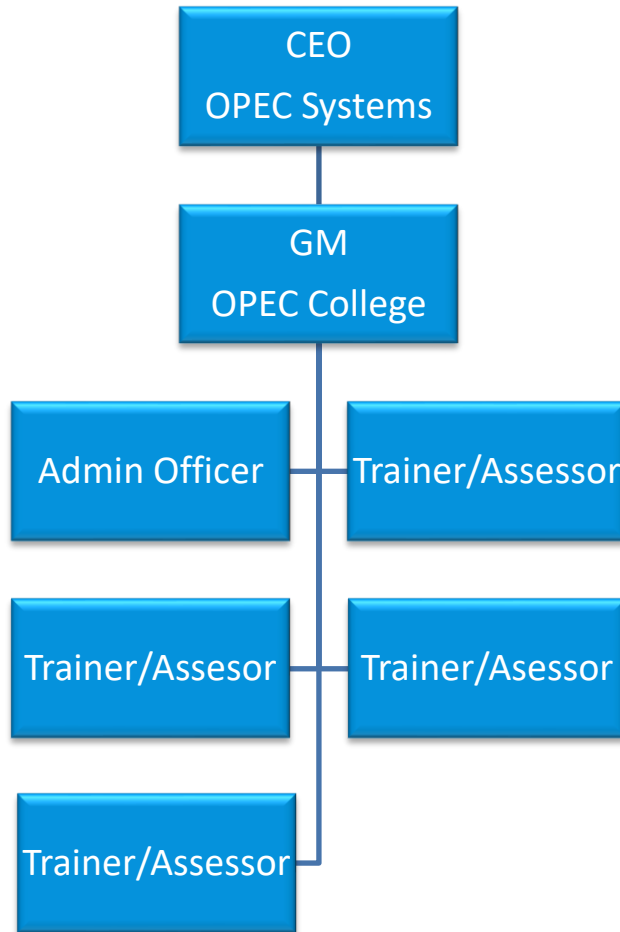 CEO
OPEC Systems
GM
OPEC College
Admin Officer
Trainer/Assessor
Trainer/Assesor
Trainer/Asessor
Trainer/Assessor